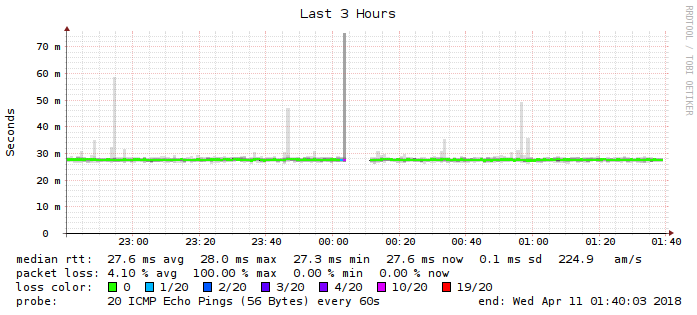 Last 3 Hours
RRDTOOL / TOBI OETIKER
Seconds
70 m
60 m
50 m
40 m
30 m
20 m
10 m
0
23:00 23:20 23:40 00:00 00:20 00:40 01:00 01:20 01:40
median rtt: 27.6 ms avg 28.0 ms max 27.3 ms min 27.6 ms now 0.1 ms sd 224.9 am/s
packet loss: 4.10 % avg 100.00 % max 0.00 % min 0.00 % now
loss color: 0 1/20 2/20 3/20 4/20 10/20 19/20
probe: 20 ICMP Echo Pings (56 Bytes) every 60s end: Wed Apr 11 01:40:03 2018